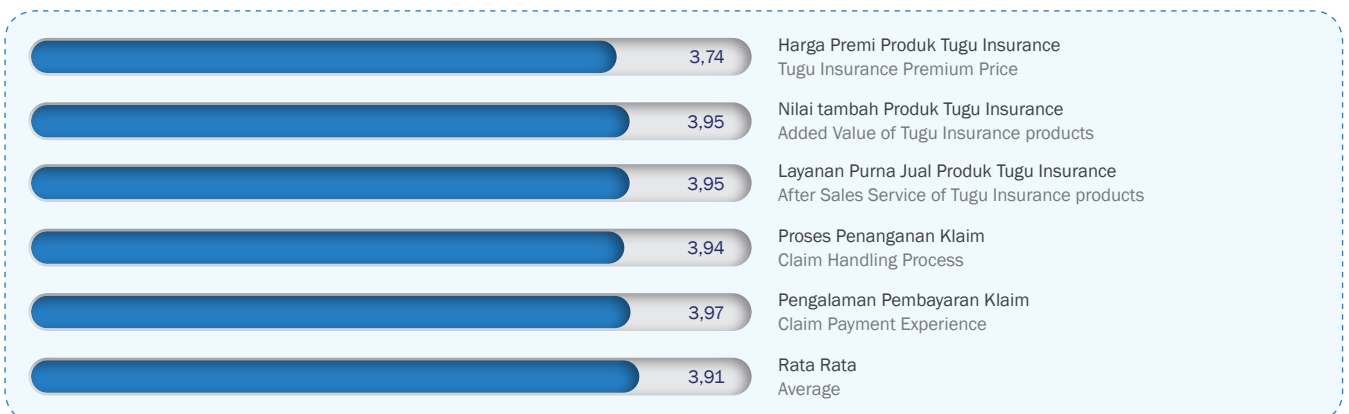 3,74
Harga Premi Produk Tugu Insurance
Tugu Insurance Premium Price
3,95
Nilai tambah Produk Tugu Insurance
Added Value of Tugu Insurance products
3,95
Layanan Purna Jual Produk Tugu Insurance
After Sales Service of Tugu Insurance products
3,94
Proses Penanganan Klaim
Claim Handling Process
3,97
Pengalaman Pembayaran Klaim
Claim Payment Experience
3,91
Rata Rata
Average